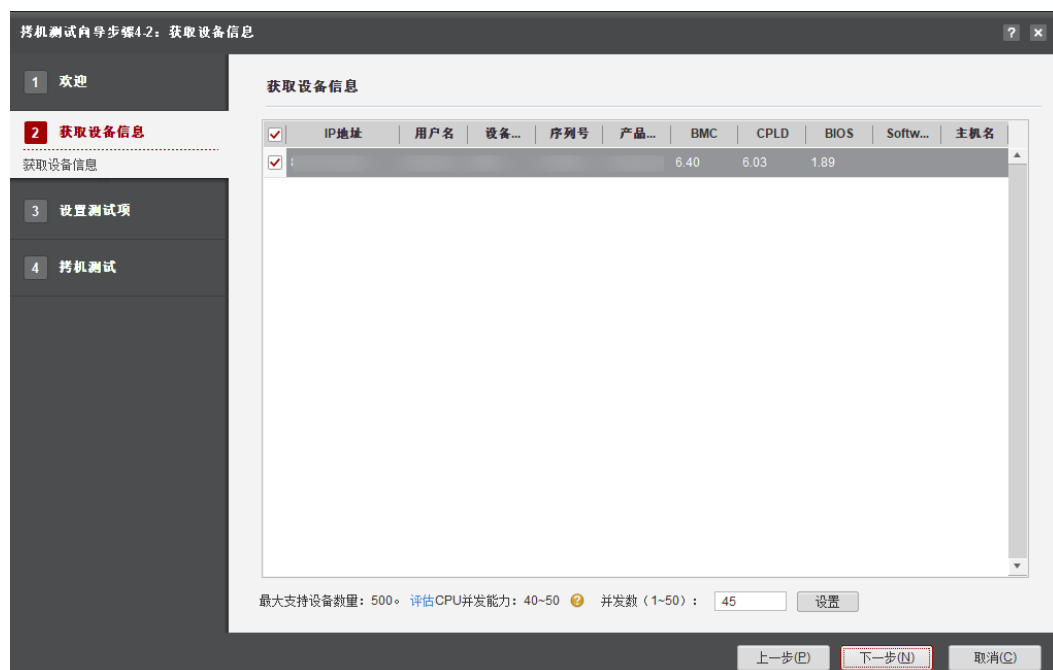 拷机测试向导步骤4-2：获取设备信息
1 欢迎
2 获取设备信息
获取设备信息
3 设置测试项
4 拷机测试
获取设备信息
IP地址 用户名 设备... 序列号 产品... BMC CPLD BIOS Softw... 主机名
6.40 6.03 1.89
最大支持设备数量：500。 评估CPU并发能力：40~50 并发数（1~50）： 45 设置
上一步(P) 下一步(N) 取消(C)